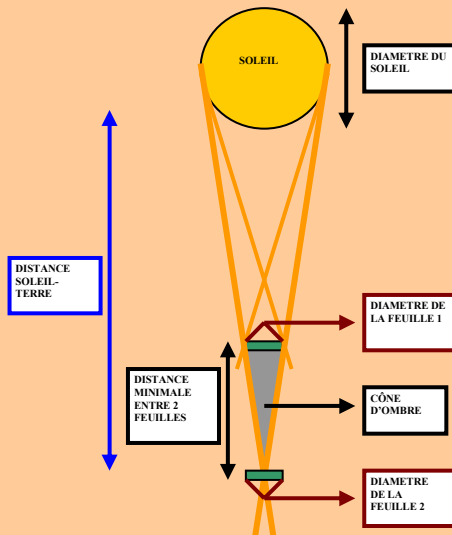 SOLEIL
DIAMETRE DU
SOLEIL
DISTANCE
SOLEIL-
TERRE
DIAMETRE DE
LA FEUILLE 1
DISTANCE
MINIMALE
ENTRE 2
FEUILLES
CÔNE
D’OMBRE
DIAMETRE
DE LA
FEUILLE 2